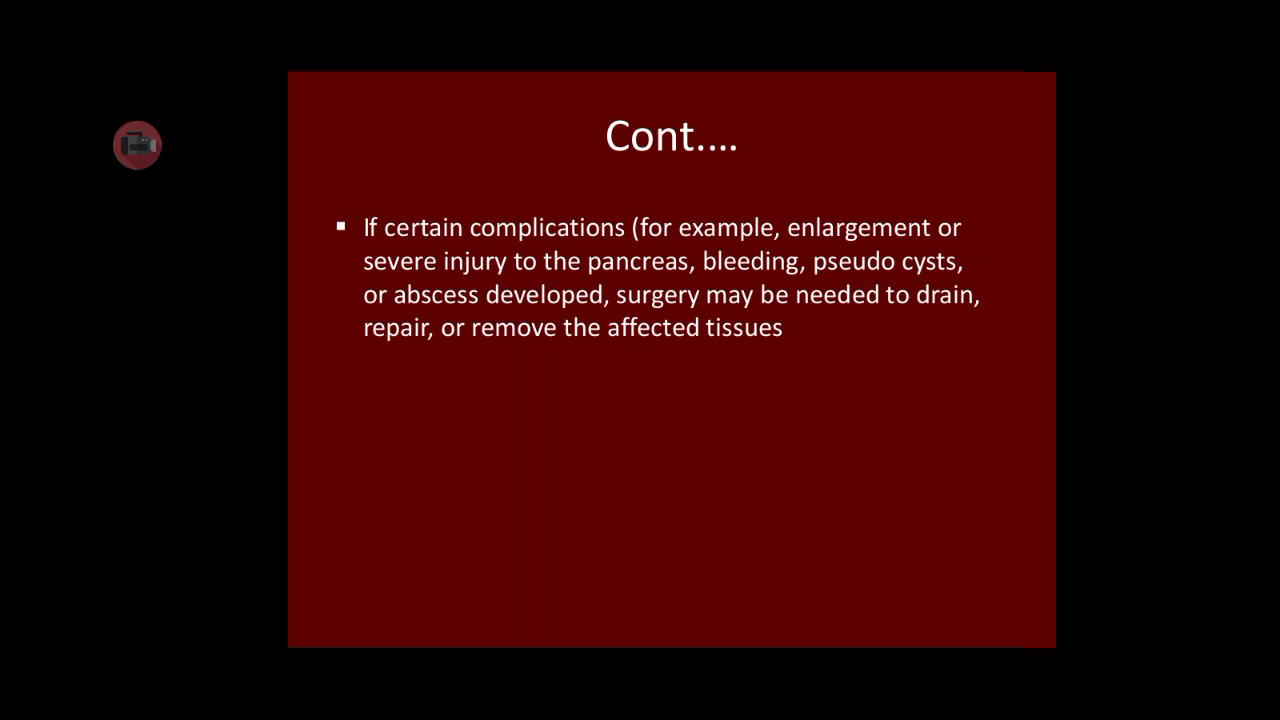 Cont.…
▪ If certain complications (for example, enlargement or
severe injury to the pancreas, bleeding, pseudo cysts,
or abscess developed, surgery may be needed to drain,
repair, or remove the affected tissues